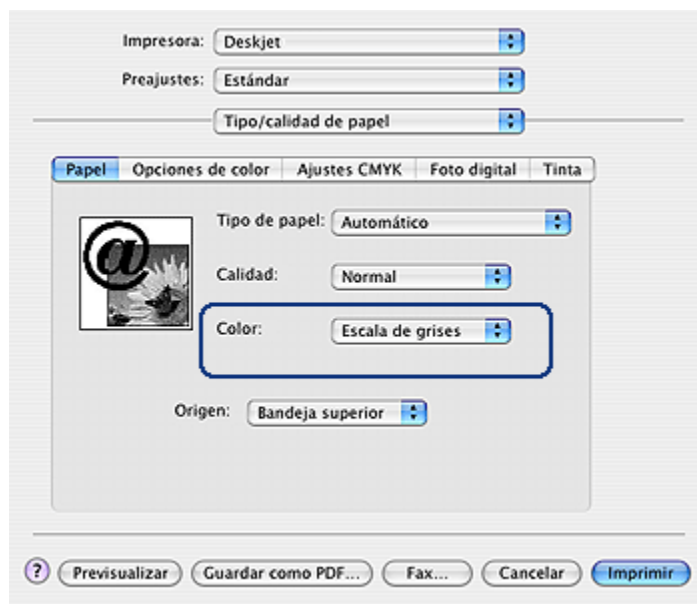 Impresora: Deskjet
Preajustes: Estándar
Tipo/calidad de papel
Papel Opciones de color Ajustes CMYK Foto digital Tinta
@
Tipo de papel: Automático
Calidad: Normal
Color: Escala de grises
Origen: Bandeja superior
? Previsualizar Guardar como PDF... Fax... Cancelar Imprimir